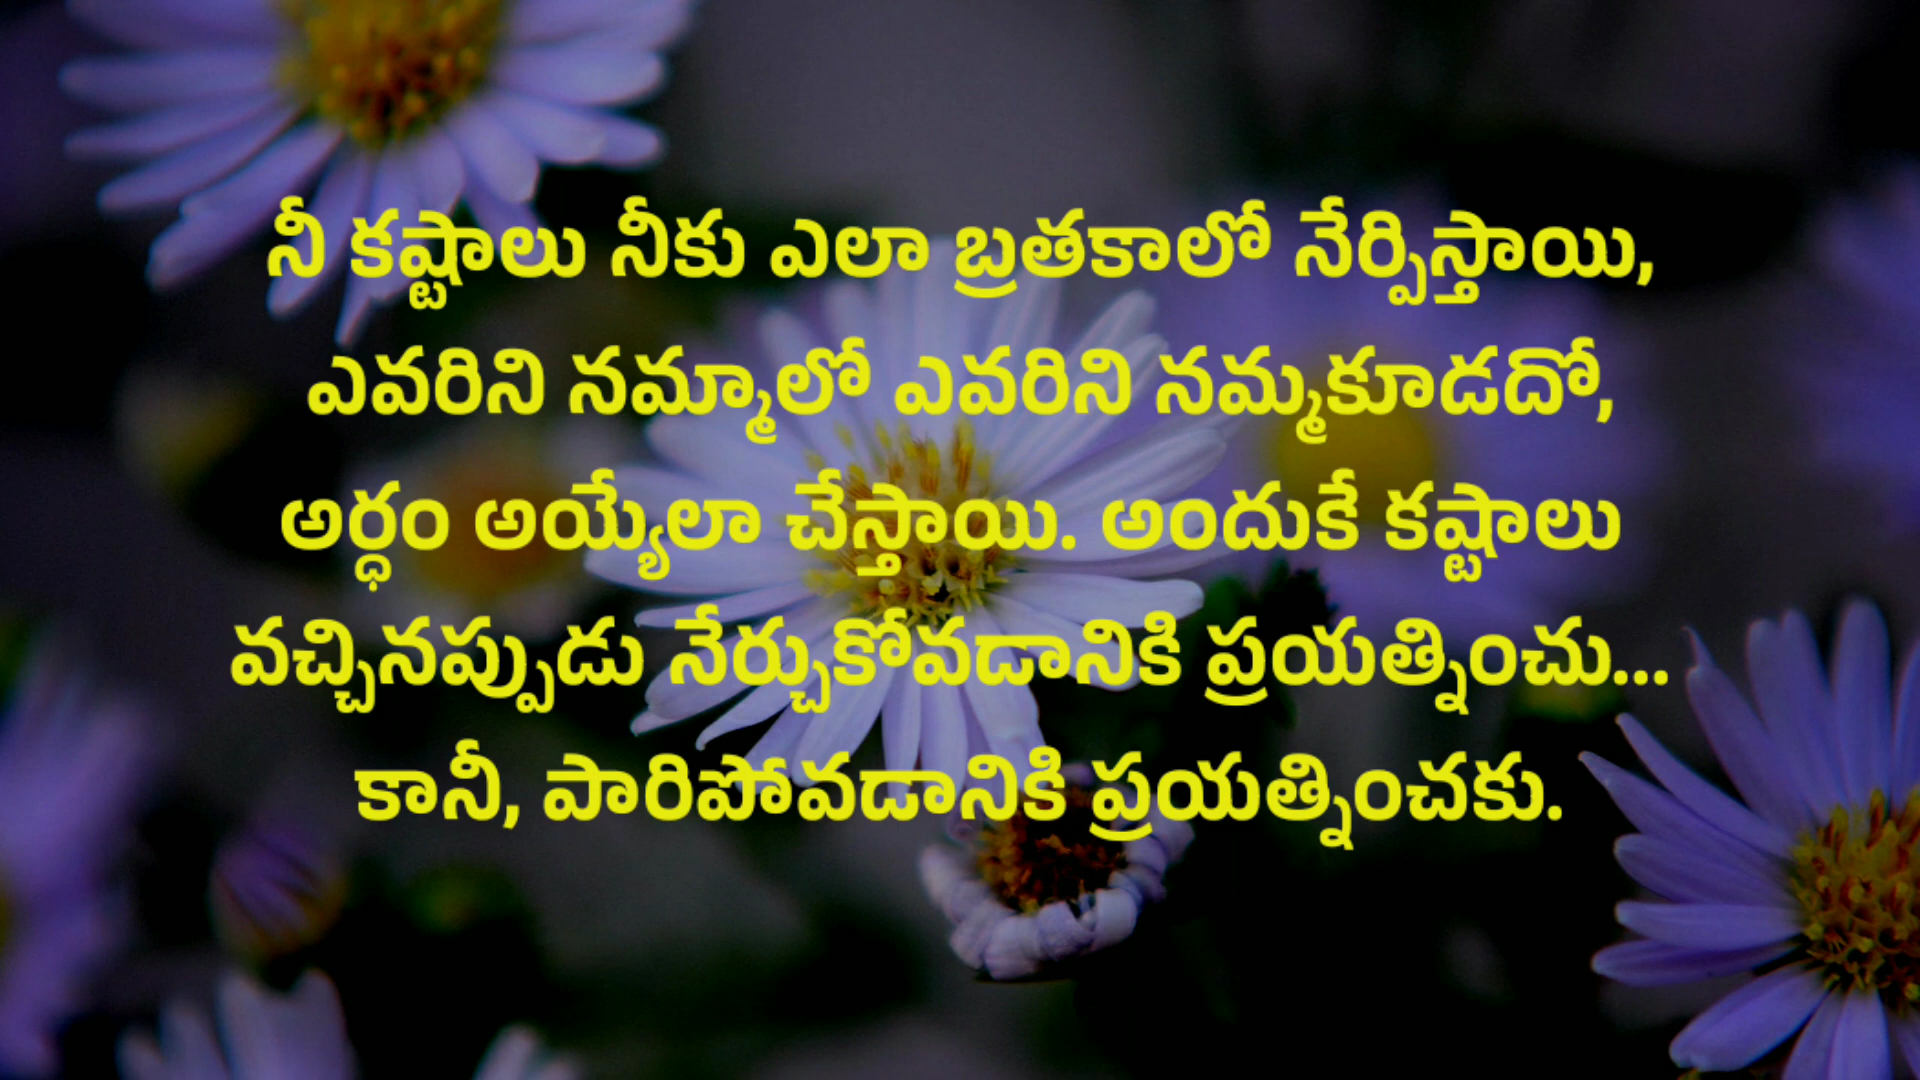 నీ కష్టాలు నీకు ఎలా బ్రతకాలో నేర్పిస్తాయి,
ఎవరిని నమ్మాలో ఎవరిని నమ్మకూడదో,
అర్ధం అయ్యేలా చేస్తాయి. అందుకే కష్టాలు
వచ్చినప్పుడు నేర్చుకోవడానికి ప్రయత్నించు...
కానీ, పారిపోవడానికి ప్రయత్నించకు.